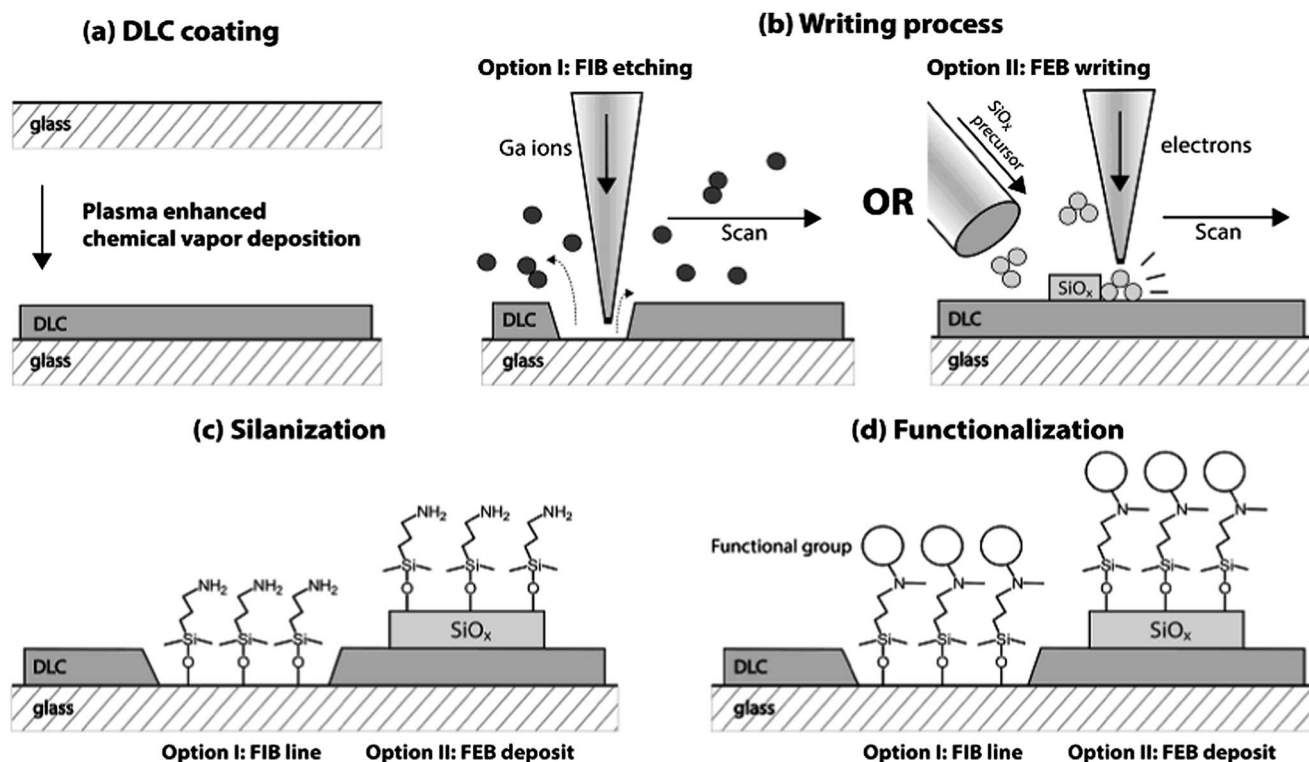 (a) DLC coating
glass
Plasma enhanced
chemical vapor deposition
DLC
glass
(b) Writing process
Option I: FIB etching
Ga ions
Scan
DLC
glass
OR
Option II: FEB writing
SiOx
precursor
electrons
Scan
SiOx
DLC
glass
(c) Silanization
NH2 NH2 NH2
Si Si Si
O O O
NH2 NH2 NH2
Si Si Si
O O O
SiOx
DLC
glass
Option I: FIB line
Option II: FEB deposit
(d) Functionalization
Functional group
N N N
Si Si Si
O O O
N N N
Si Si Si
O O O
SiOx
DLC
glass
Option I: FIB line
Option II: FEB deposit